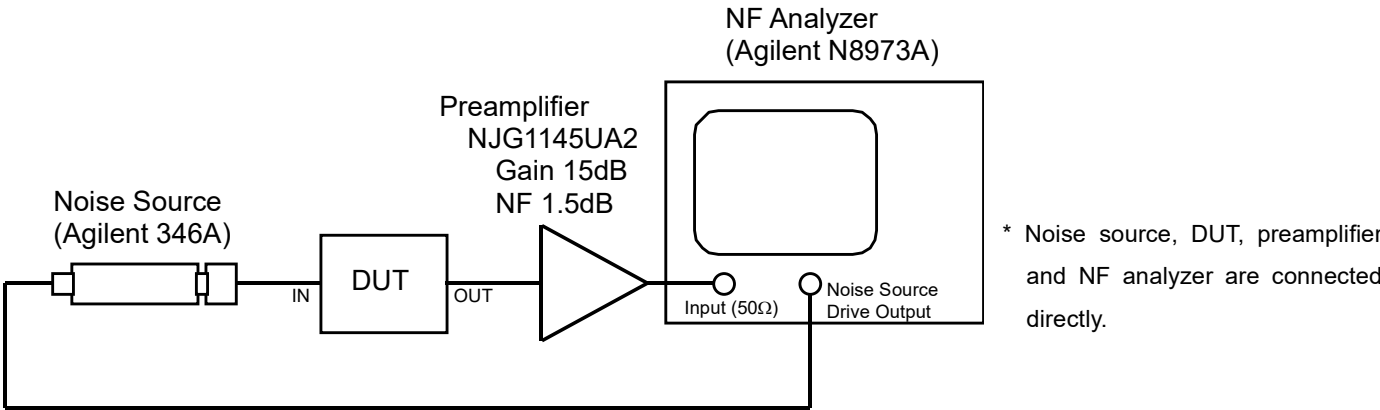 NF Analyzer
(Agilent N8973A)
Preamplifier
NJG1145UA2
Gain 15dB
NF 1.5dB
Noise Source
(Agilent 346A)
DUT
IN
OUT
Input (50Ω)
Noise Source
Drive Output
* Noise source, DUT, preamplifier
and NF analyzer are connected
directly.